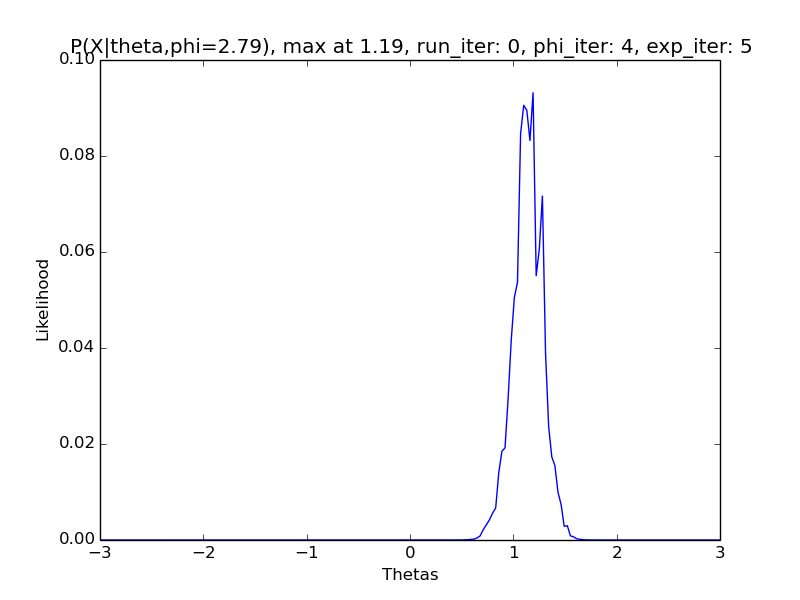 P(X|theta,phi=2.79), max at 1.19, run_iter: 0, phi_iter: 4, exp_iter: 5
0.10
0.08
0.06
0.04
0.02
0.00
Likelihood
−3 −2 −1 0 1 2 3
Thetas